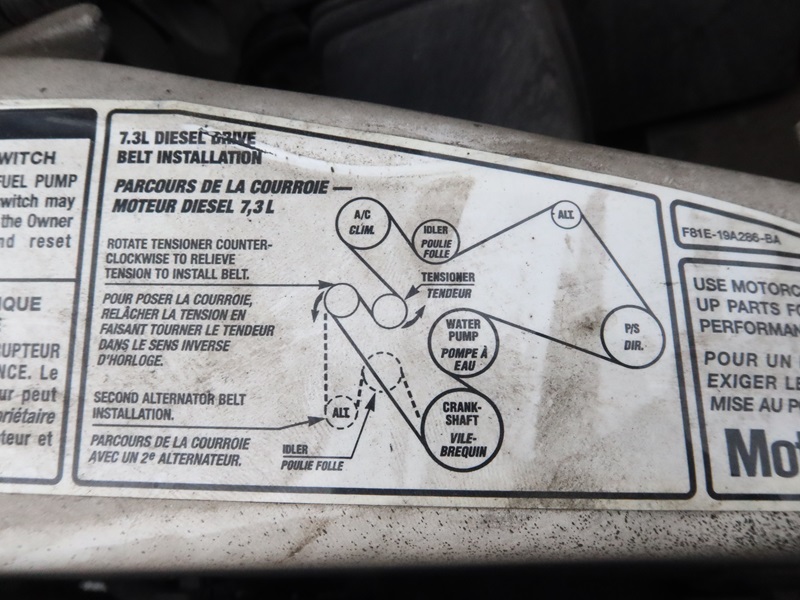 WITCH
FUEL PUMP
witch may
the Owner
nd reset
IQUE
RUPTEUR
NCE. Le
ur peut
priétaire
teur et
7.3L DIESEL DRIVE
BELT INSTALLATION
PARCOURS DE LA COURROIE —
MOTEUR DIESEL 7,3 L
ROTATE TENSIONER COUNTER-
CLOCKWISE TO RELIEVE
TENSION TO INSTALL BELT.
POUR POSER LA COURROIE,
RELÂCHER LA TENSION EN
FAISANT TOURNER LE TENDEUR
DANS LE SENS INVERSE
D'HORLOGE.
SECOND ALTERNATOR BELT
INSTALLATION.
PARCOURS DE LA COURROIE
AVEC UN 2e ALTERNATEUR.
A/C
CLIM.
IDLER
POULIE
FOLLE
ALT.
TENSIONER
TENDEUR
WATER
PUMP
POMPE À
EAU
P/S
DIR.
ALT.
CRANK-
SHAFT
VILE-
BREQUIN
IDLER
POULIE FOLLE
F81E-19A286-BA
USE MOTORC
UP PARTS FO
PERFORMAN
POUR UN
EXIGER LE
MISE AU P
Mot